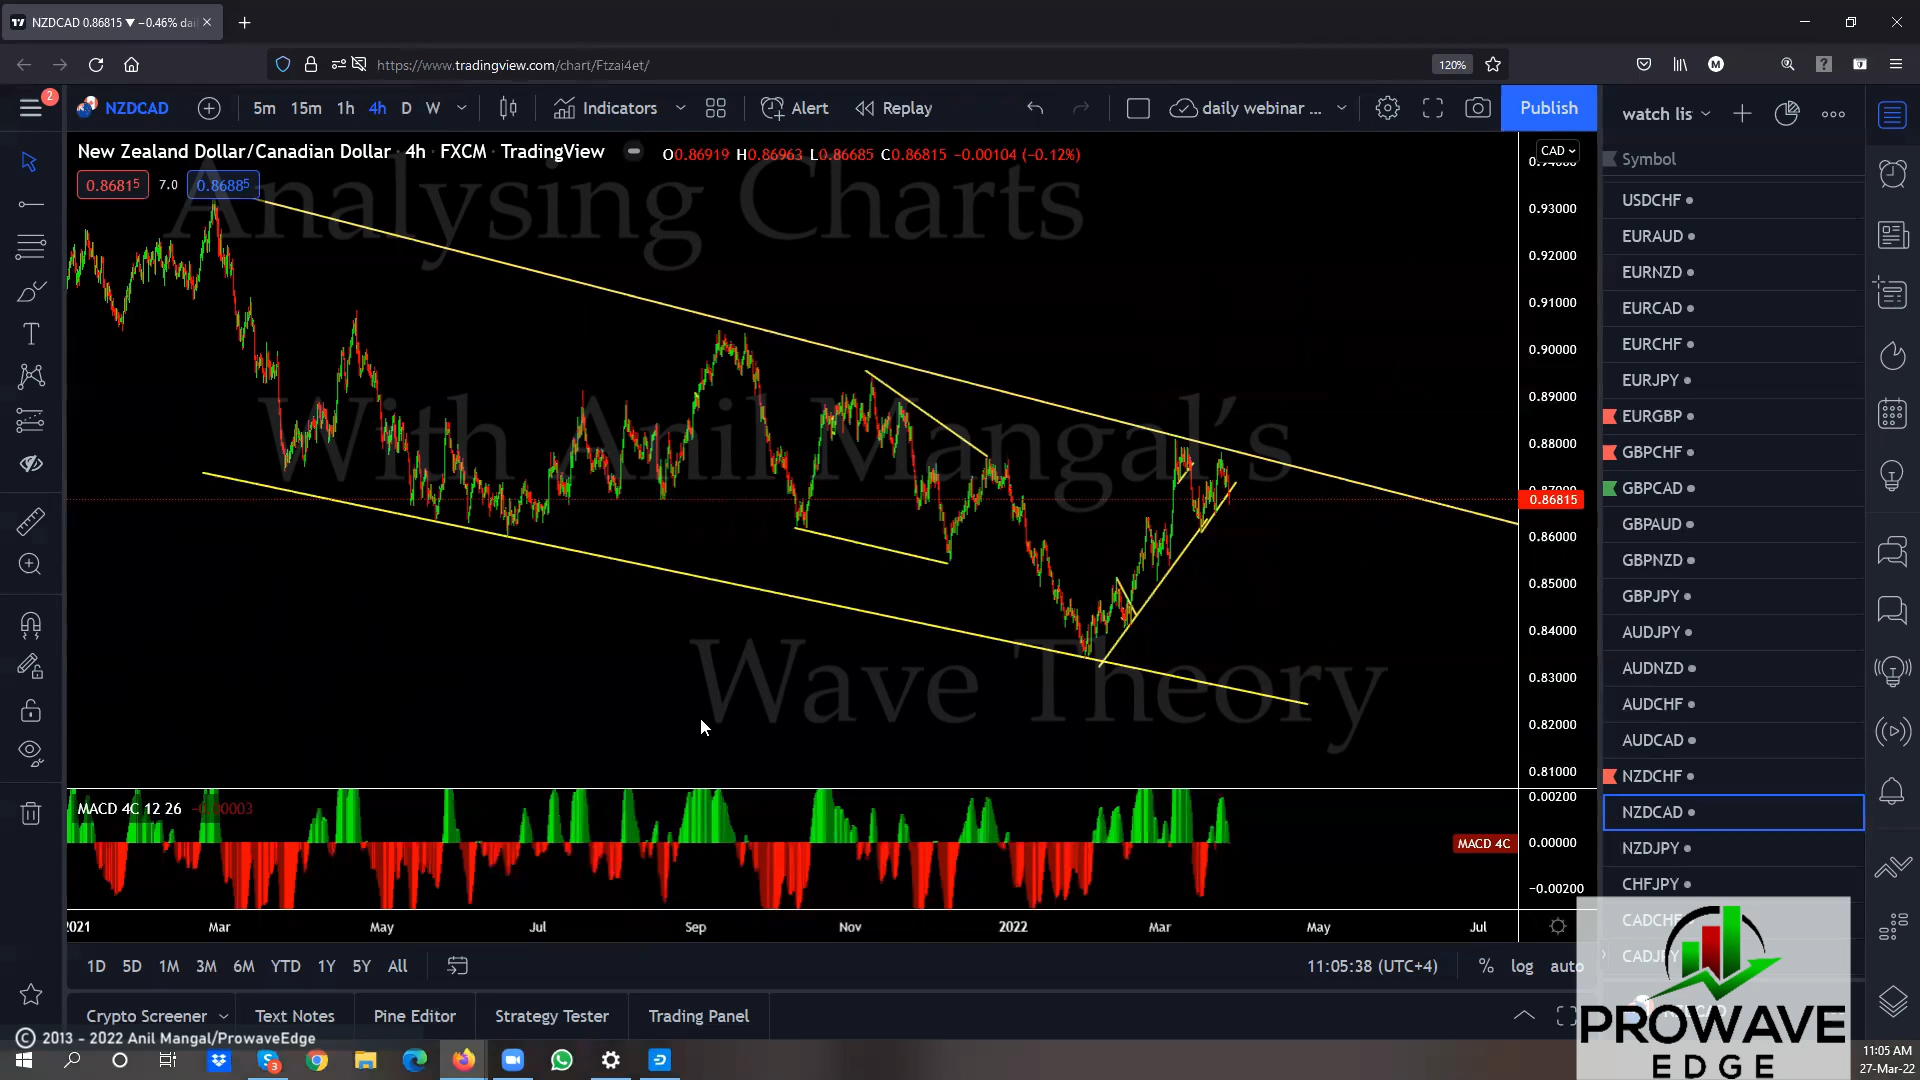 NZDCAD 0.86815 ▼ −0.46% dai
https://www.tradingview.com/chart/Ftzai4et/
120%
2
NZDCAD
5m 15m 1h 4h D W
Indicators
Alert
Replay
daily webinar ...
Publish
watch lis
New Zealand Dollar/Canadian Dollar · 4h · FXCM · TradingView
O0.86919 H0.86963 L0.86685 C0.86815 −0.00104 (−0.12%)
0.86815 7.0 0.86885
CAD
Analysing Charts
With Anil Mangal's
Wave Theory
0.93000
0.92000
0.91000
0.90000
0.89000
0.88000
0.86815
0.86000
0.85000
0.84000
0.83000
0.82000
0.81000
MACD 4C 12 26 −0.00003
0.00200
MACD 4C
0.00000
−0.00200
2021 Mar May Jul Sep Nov 2022 Mar May Jul
1D 5D 1M 3M 6M YTD 1Y 5Y All
11:05:38 (UTC+4)
% log auto
Crypto Screener
Text Notes
Pine Editor
Strategy Tester
Trading Panel
Symbol
USDCHF
EURAUD
EURNZD
EURCAD
EURCHF
EURJPY
EURGBP
GBPCHF
GBPCAD
GBPAUD
GBPNZD
GBPJPY
AUDJPY
AUDNZD
AUDCHF
AUDCAD
NZDCHF
NZDCAD
NZDJPY
CHFJPY
CADCHF
CADJPY
PROWAVE
EDGE
© 2013 - 2022 Anil Mangal/ProwaveEdge
3
11:05 AM
27-Mar-22